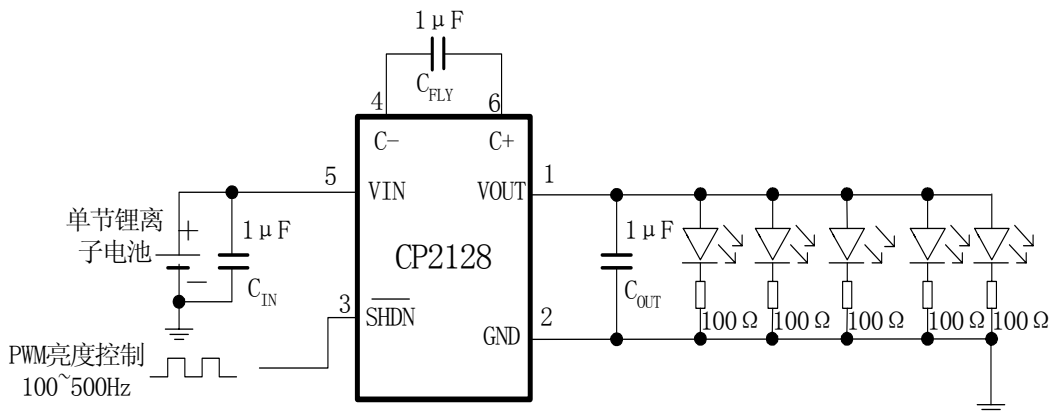 1μF
C_FLY
4
6
C-
C+
5
VIN
VOUT
1
单节锂离
子电池
+
-
1μF
C_IN
CP2128
1μF
C_OUT
3
SHDN
GND
2
100Ω
100Ω
100Ω
100Ω
100Ω
PWM亮度控制
100~500Hz